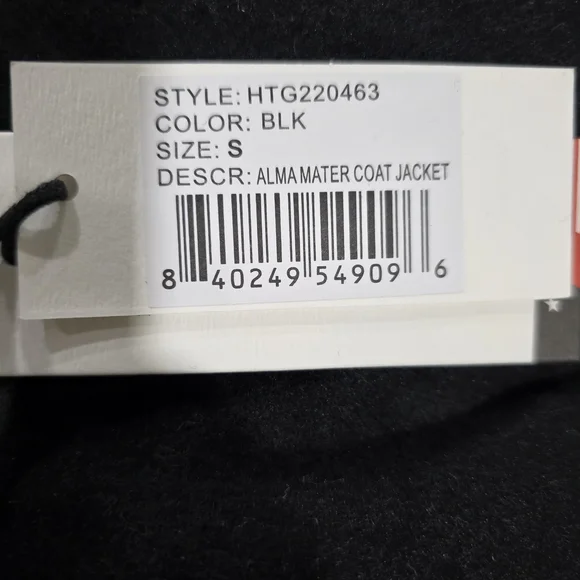 STYLE: HTG220463
COLOR: BLK
SIZE: S
DESCR: ALMA MATER COAT JACKET
8 40249 54909 6